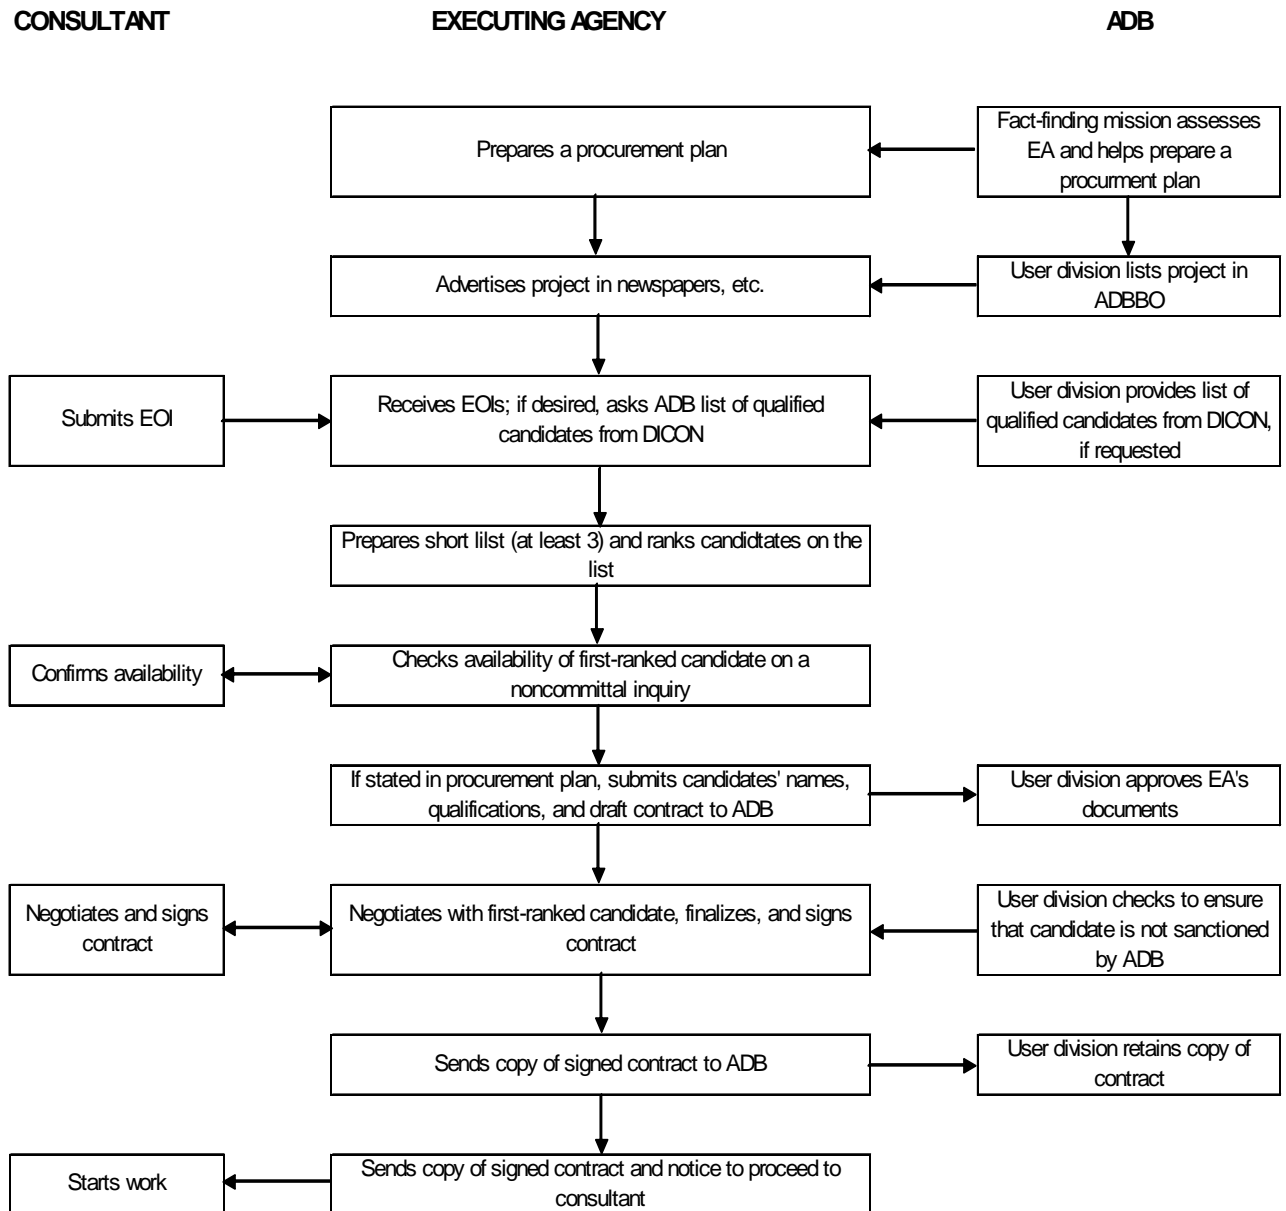 CONSULTANT
EXECUTING AGENCY
ADB
Prepares a procurement plan
Fact-finding mission assesses
EA and helps prepare a
procurment plan
Advertises project in newspapers, etc.
User division lists project in
ADBBO
Submits EOI
Receives EOIs; if desired, asks ADB list of qualified
candidates from DICON
User division provides list of
qualified candidates from DICON,
if requested
Prepares short lilst (at least 3) and ranks candidtates on the
list
Confirms availability
Checks availability of first-ranked candidate on a
noncommittal inquiry
If stated in procurement plan, submits candidates' names,
qualifications, and draft contract to ADB
User division approves EA's
documents
Negotiates and signs
contract
Negotiates with first-ranked candidate, finalizes, and signs
contract
User division checks to ensure
that candidate is not sanctioned
by ADB
Sends copy of signed contract to ADB
User division retains copy of
contract
Starts work
Sends copy of signed contract and notice to proceed to
consultant